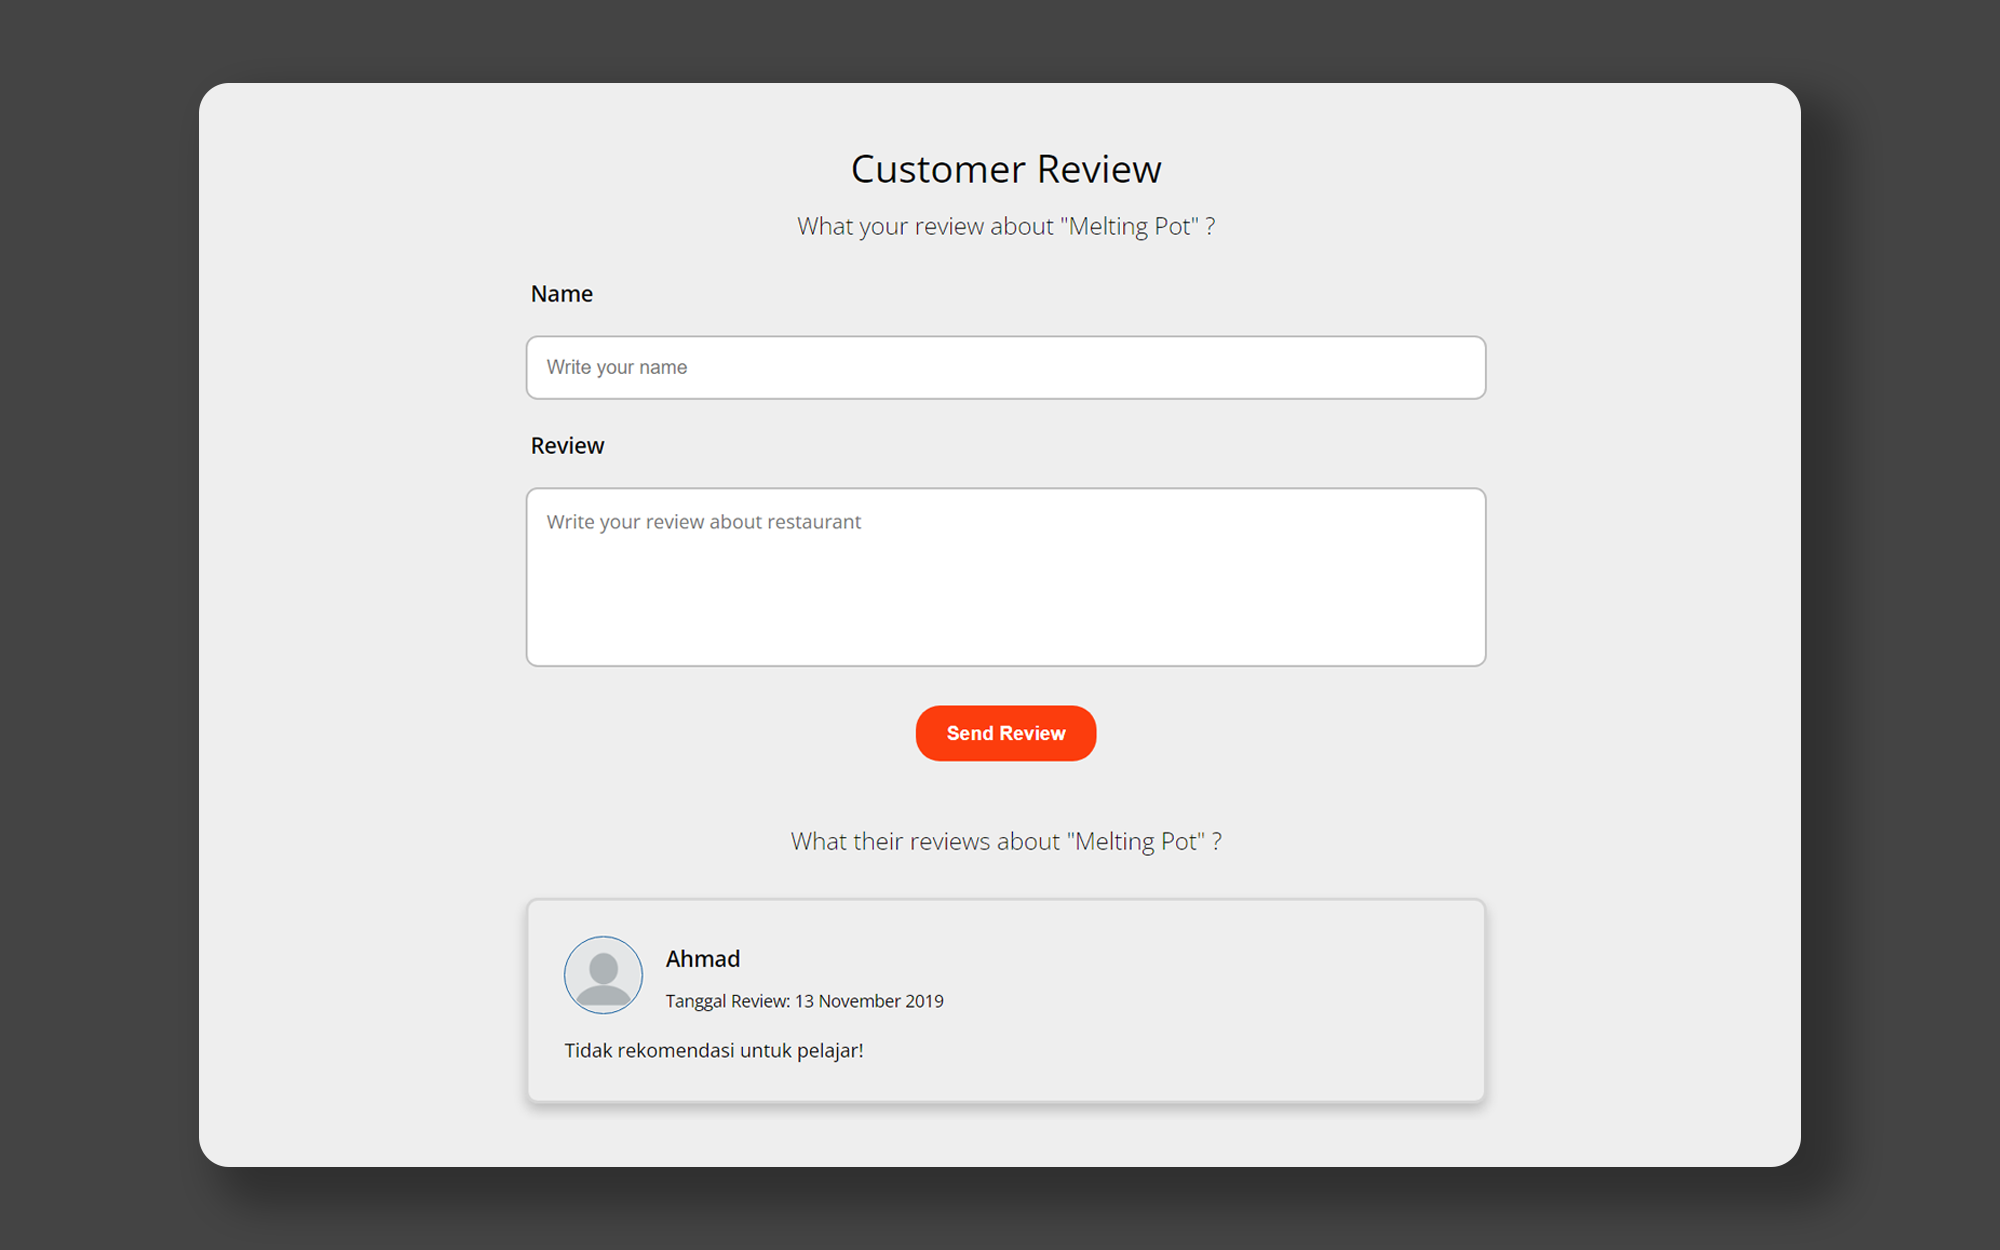 Customer Review
What your review about "Melting Pot" ?
Name
Write your name
Review
Write your review about restaurant
Send Review
What their reviews about "Melting Pot" ?
Ahmad
Tanggal Review: 13 November 2019
Tidak rekomendasi untuk pelajar!